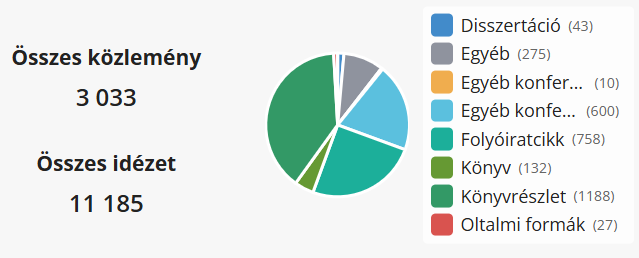 Összes közlemény
3 033
Összes idézet
11 185
Disszertáció (43)
Egyéb (275)
Egyéb konfer... (10)
Egyéb konfe... (600)
Folyóiratcikk (758)
Könyv (132)
Könyvrészlet (1188)
Oltalmi formák (27)